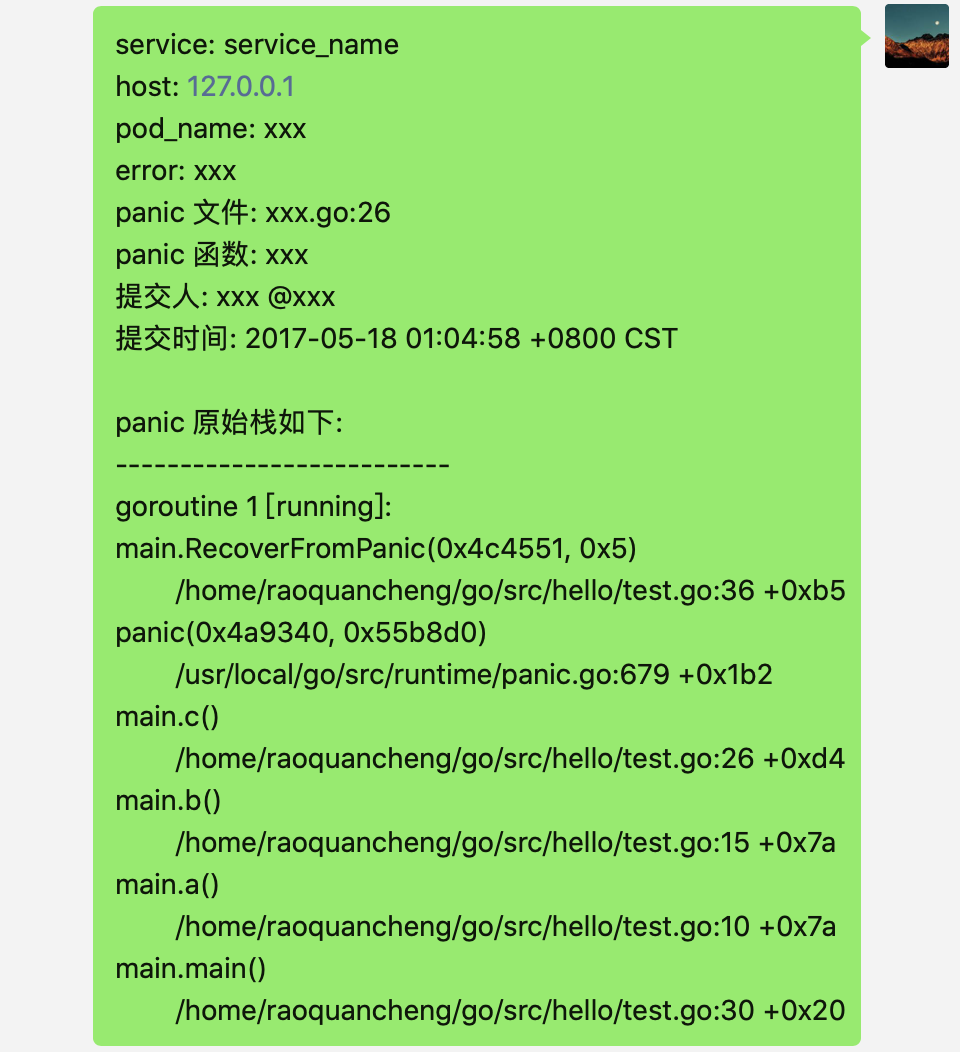 service: service_name
host: 127.0.0.1
pod_name: xxx
error: xxx
panic 文件: xxx.go:26
panic 函数: xxx
提交人: xxx @xxx
提交时间: 2017-05-18 01:04:58 +0800 CST

panic 原始栈如下:
--------------------------
goroutine 1 [running]:
main.RecoverFromPanic(0x4c4551, 0x5)
	/home/raoquancheng/go/src/hello/test.go:36 +0xb5
panic(0x4a9340, 0x55b8d0)
	/usr/local/go/src/runtime/panic.go:679 +0x1b2
main.c()
	/home/raoquancheng/go/src/hello/test.go:26 +0xd4
main.b()
	/home/raoquancheng/go/src/hello/test.go:15 +0x7a
main.a()
	/home/raoquancheng/go/src/hello/test.go:10 +0x7a
main.main()
	/home/raoquancheng/go/src/hello/test.go:30 +0x20